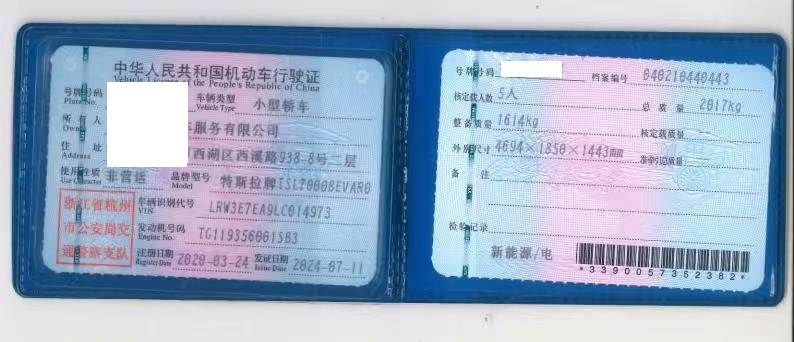 中华人民共和国机动车行驶证
Vehicle License of the People's Republic of China
号牌号码
Plate No.
车辆类型
Vehicle Type
小型轿车
所有人
服务有限公司
住址
Address
西湖区西溪路938-8号二层
使用性质
Use Character
非营运
品牌型号
Model
特斯拉牌TSL7000BEVAR0
浙江省杭州
市公安局交
通警察支队
车辆识别代号
VIN
LRW3E7EA9LC014973
发动机号码
Engine No.
TG119356001SB3
注册日期
Register Date
2020-03-24
发证日期
Issue Date
2024-07-11
号牌号码
档案编号
040210440443
核定载人数
5人
总质量
2017kg
整备质量
1614kg
核定载质量
外廓尺寸
4694×1850×1443mm
准牵引总质量
备注
检验记录
新能源/电
*3390057352382*